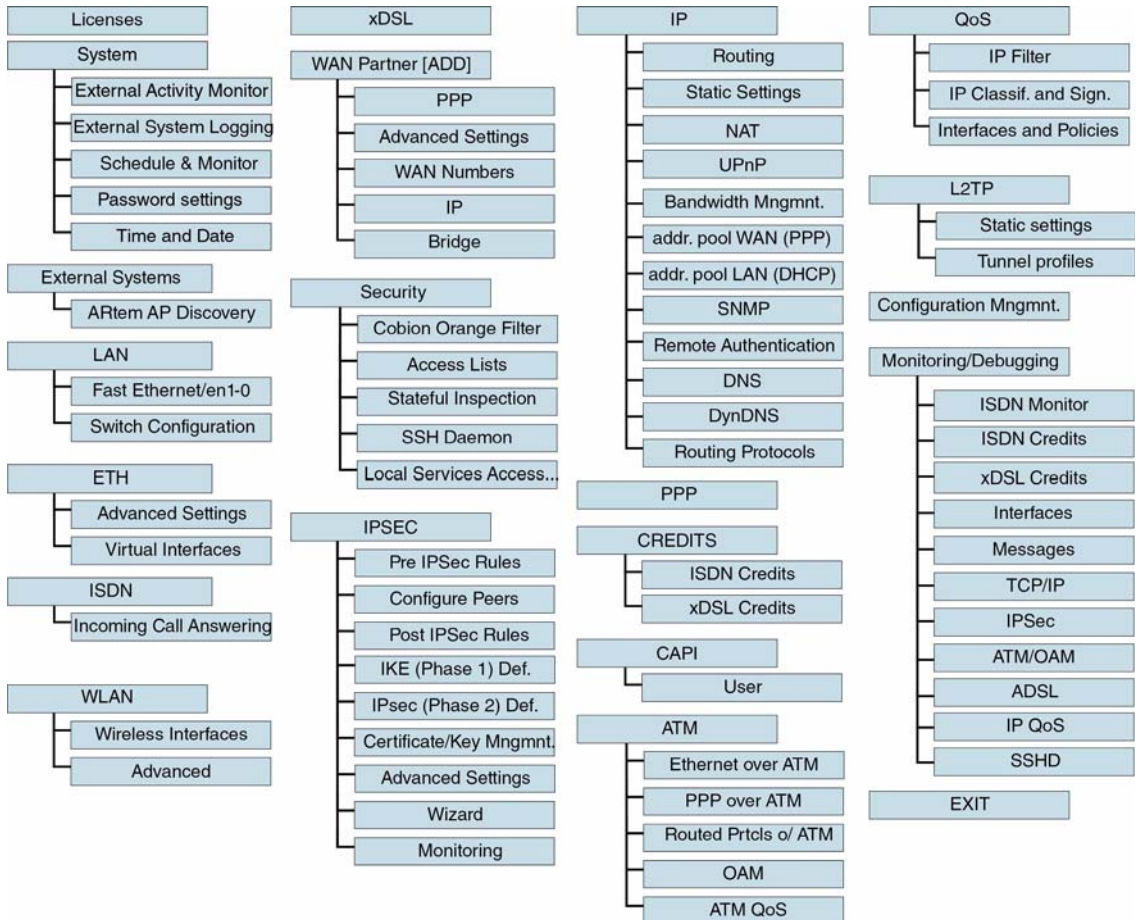 Licenses
System
External Activity Monitor
External System Logging
Schedule & Monitor
Password settings
Time and Date
External Systems
ARtem AP Discovery
LAN
Fast Ethernet/en1-0
Switch Configuration
ETH
Advanced Settings
Virtual Interfaces
ISDN
Incoming Call Answering
WLAN
Wireless Interfaces
Advanced
xDSL
WAN Partner [ADD]
PPP
Advanced Settings
WAN Numbers
IP
Bridge
Security
Cobion Orange Filter
Access Lists
Stateful Inspection
SSH Daemon
Local Services Access...
IPSEC
Pre IPSec Rules
Configure Peers
Post IPSec Rules
IKE (Phase 1) Def.
IPsec (Phase 2) Def.
Certificate/Key Mngmnt.
Advanced Settings
Wizard
Monitoring
IP
Routing
Static Settings
NAT
UPnP
Bandwidth Mngmnt.
addr. pool WAN (PPP)
addr. pool LAN (DHCP)
SNMP
Remote Authentication
DNS
DynDNS
Routing Protocols
PPP
CREDITS
ISDN Credits
xDSL Credits
CAPI
User
ATM
Ethernet over ATM
PPP over ATM
Routed Prtcls o/ ATM
OAM
ATM QoS
QoS
IP Filter
IP Classif. and Sign.
Interfaces and Policies
L2TP
Static settings
Tunnel profiles
Configuration Mngmnt.
Monitoring/Debugging
ISDN Monitor
ISDN Credits
xDSL Credits
Interfaces
Messages
TCP/IP
IPSec
ATM/OAM
ADSL
IP QoS
SSHD
EXIT